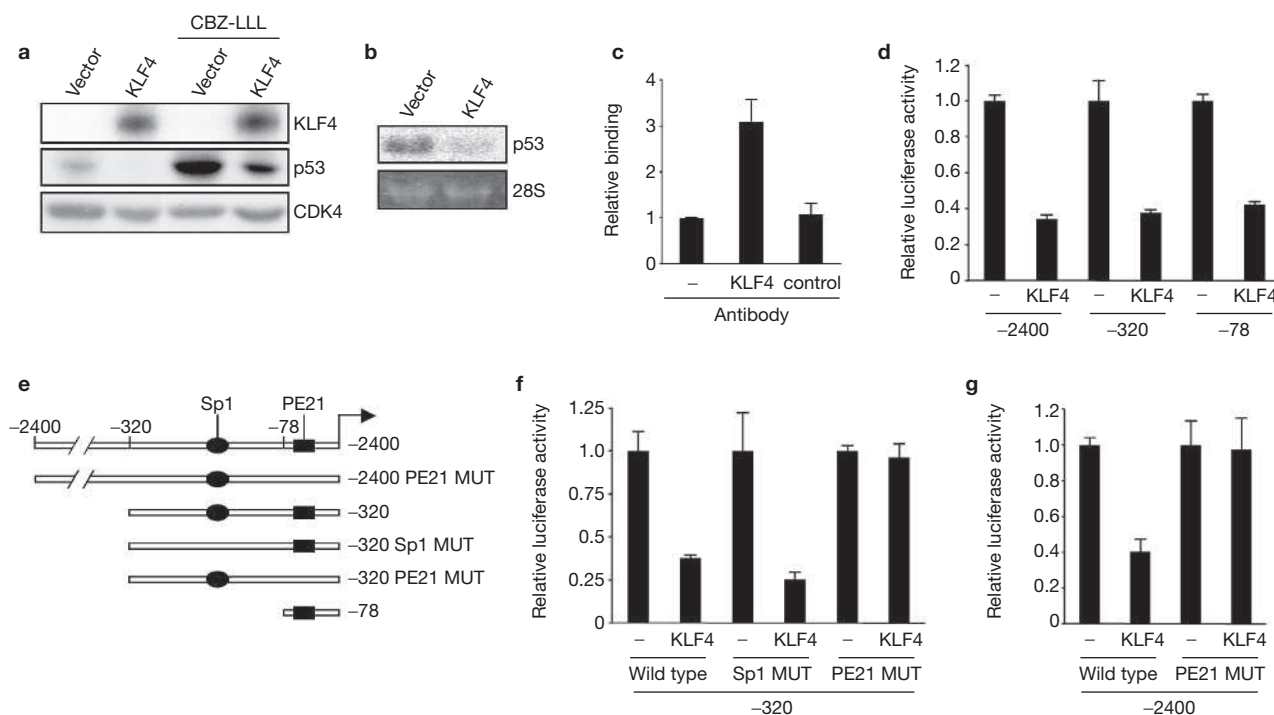 a
CBZ-LLL
Vector
KLF4
Vector
KLF4
KLF4
p53
CDK4
b
Vector
KLF4
p53
28S
c
Relative binding
4
3
2
1
0
–
KLF4
control
Antibody
d
Relative luciferase activity
1.2
1.0
0.8
0.6
0.4
0.2
0
– KLF4 – KLF4 – KLF4
–2400 –320 –78
e
Sp1 PE21
–2400 –320 –78
–2400
–2400 PE21 MUT
–320
–320 Sp1 MUT
–320 PE21 MUT
–78
f
Relative luciferase activity
1.25
1.00
0.75
0.50
0.25
0
– KLF4 – KLF4 – KLF4
Wild type Sp1 MUT PE21 MUT
–320
g
Relative luciferase activity
1.2
1.0
0.8
0.6
0.4
0.2
0
– KLF4 – KLF4
Wild type PE21 MUT
–2400